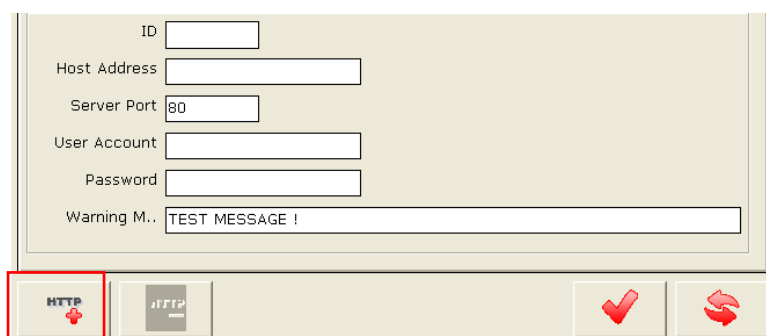 ID
Host Address
Server Port 80
User Account
Password
Warning M.. TEST MESSAGE !
HTTP HTTP